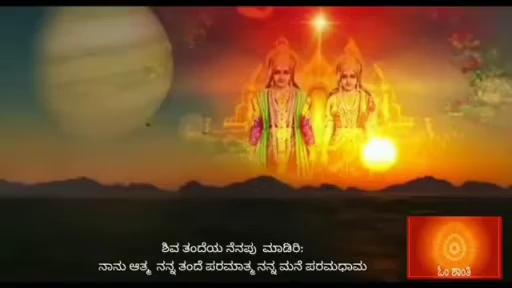 ಶಿವ ತಂದೆಯ ನೆನಪು ಮಾಡಿರಿ:
ನಾನು ಆತ್ಮ ನನ್ನ ತಂದೆ ಪರಮಾತ್ಮ ನನ್ನ ಮನೆ ಪರಮಧಾಮ
ಓಂ ಶಾಂತಿ